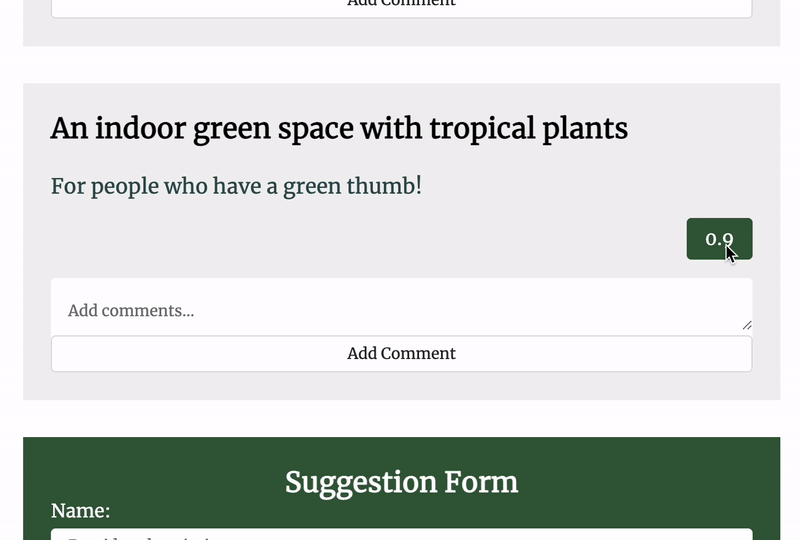 Add Comment
An indoor green space with tropical plants
For people who have a green thumb!
0.9
Add comments...
Add Comment
Suggestion Form
Name: